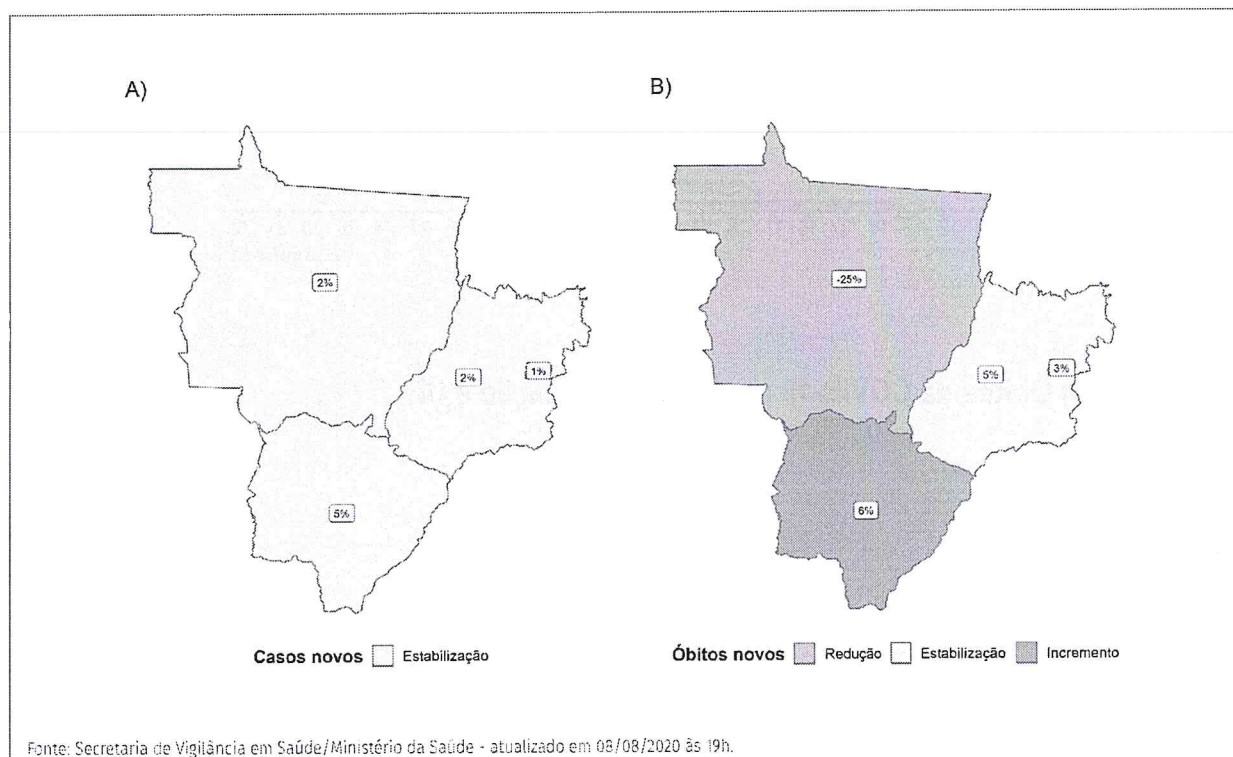 A)
B)
2%
2%
1%
5%
-25%
5%
3%
6%
Casos novos Estabilização
Óbitos novos Redução Estabilização Incremento
Fonte: Secretaria de Vigilância em Saúde/Ministério da Saúde - atualizado em 08/08/2020 às 19h.